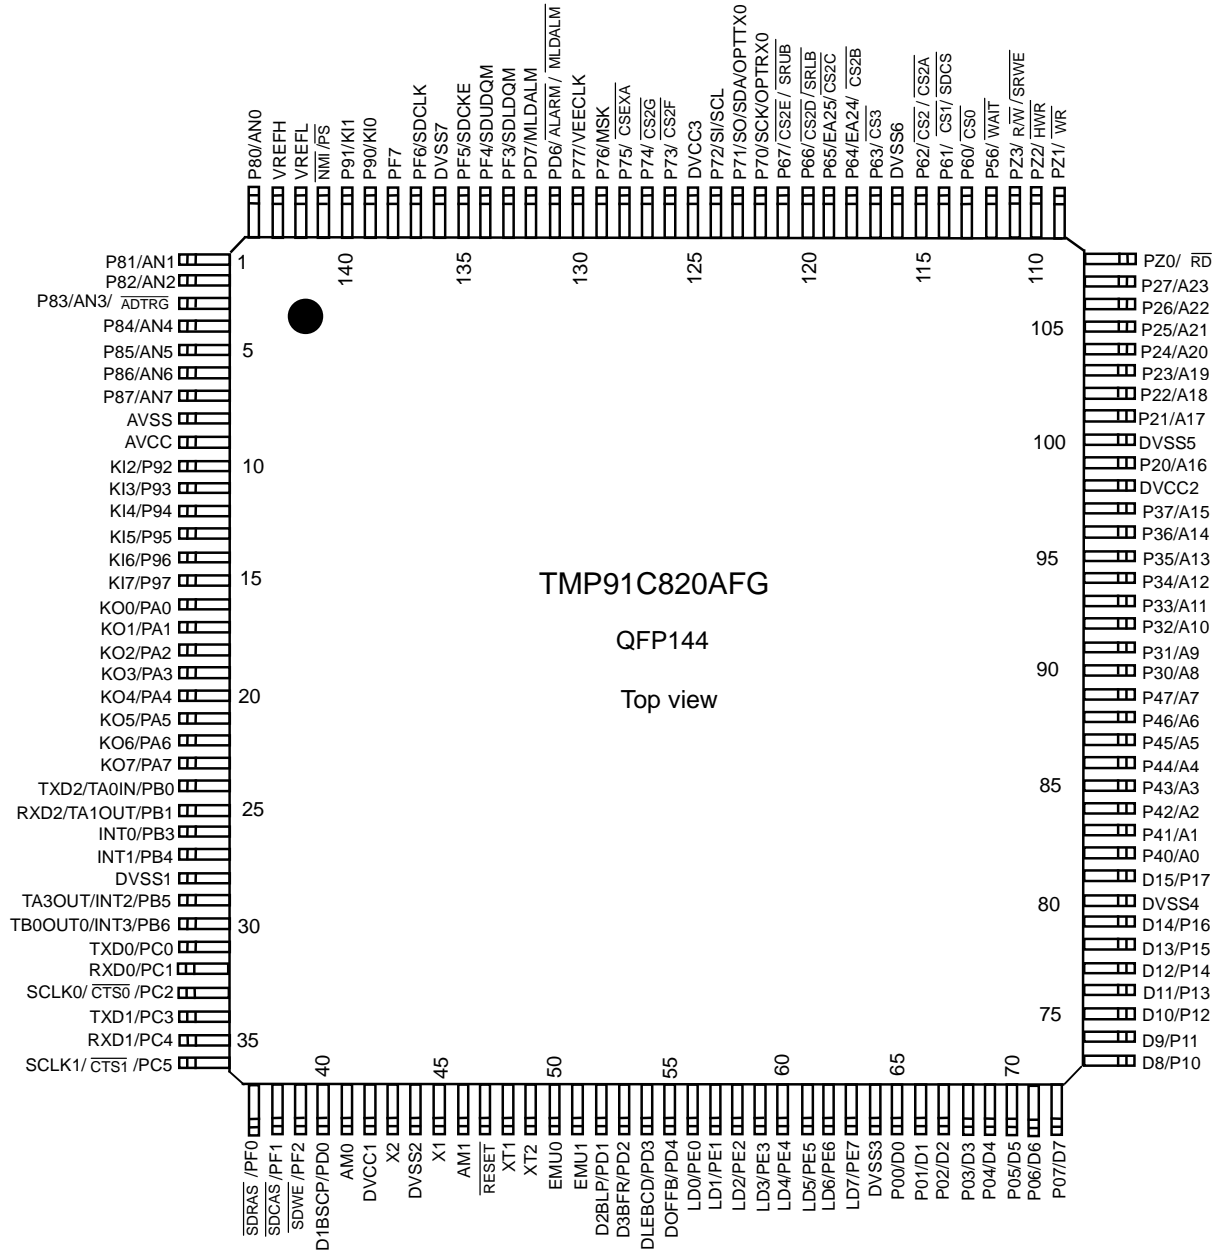 P80/AN0
VREFH
VREFL
NMI /PS
P91/KI1
P90/KI0
PF7
PF6/SDCLK
DVSS7
PF5/SDCKE
PF4/SDUDQM
PF3/SDLDQM
PD7/MLDALM
PD6/ ALARM / MLDALM
P77/VEECLK
P76/MSK
P75/ CSEXA
P74/ CS2G
P73/ CS2F
DVCC3
P72/SI/SCL
P71/SO/SDA/OPTTX0
P70/SCK/OPTRX0
P67/ CS2E / SRUB
P66/ CS2D / SRLB
P65/EA25/ CS2C
P64/EA24/ CS2B
P63/ CS3
DVSS6
P62/ CS2 / CS2A
P61/ CS1 / SDCS
P60/ CS0
P56/ WAIT
PZ3/ R/W / SRWE
PZ2/ HWR
PZ1/ WR
140
135
130
125
120
115
110
P81/AN1
P82/AN2
P83/AN3/ ADTRG
P84/AN4
P85/AN5
P86/AN6
P87/AN7
AVSS
AVCC
KI2/P92
KI3/P93
KI4/P94
KI5/P95
KI6/P96
KI7/P97
KO0/PA0
KO1/PA1
KO2/PA2
KO3/PA3
KO4/PA4
KO5/PA5
KO6/PA6
KO7/PA7
TXD2/TA0IN/PB0
RXD2/TA1OUT/PB1
INT0/PB3
INT1/PB4
DVSS1
TA3OUT/INT2/PB5
TB0OUT0/INT3/PB6
TXD0/PC0
RXD0/PC1
SCLK0/ CTS0 /PC2
TXD1/PC3
RXD1/PC4
SCLK1/ CTS1 /PC5
1
5
10
15
20
25
30
35
TMP91C820AFG
QFP144
Top view
105
100
95
90
85
80
75
PZ0/ RD
P27/A23
P26/A22
P25/A21
P24/A20
P23/A19
P22/A18
P21/A17
DVSS5
P20/A16
DVCC2
P37/A15
P36/A14
P35/A13
P34/A12
P33/A11
P32/A10
P31/A9
P30/A8
P47/A7
P46/A6
P45/A5
P44/A4
P43/A3
P42/A2
P41/A1
P40/A0
D15/P17
DVSS4
D14/P16
D13/P15
D12/P14
D11/P13
D10/P12
D9/P11
D8/P10
40
45
50
55
60
65
70
SDRAS /PF0
SDCAS /PF1
SDWE /PF2
D1BSCP/PD0
AM0
DVCC1
X2
DVSS2
X1
AM1
RESET
XT1
XT2
EMU0
EMU1
D2BLP/PD1
D3BFR/PD2
DLEBCD/PD3
DOFFB/PD4
LD0/PE0
LD1/PE1
LD2/PE2
LD3/PE3
LD4/PE4
LD5/PE5
LD6/PE6
LD7/PE7
DVSS3
P00/D0
P01/D1
P02/D2
P03/D3
P04/D4
P05/D5
P06/D6
P07/D7